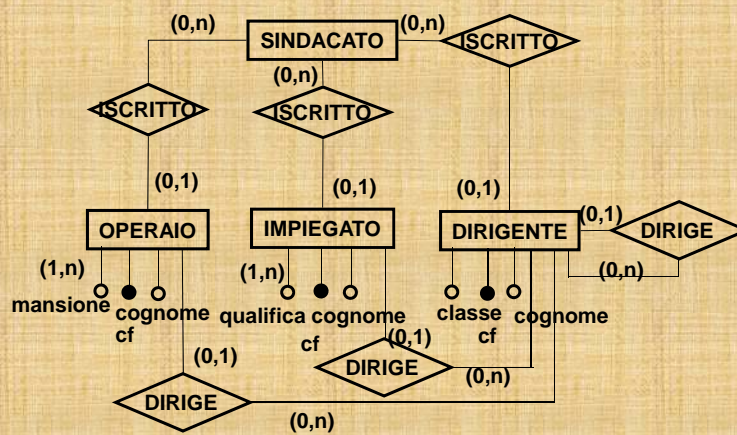 (0,n) SINDACATO (0,n) ISCRITTO
(0,n)
ISCRITTO ISCRITTO
(0,1) (0,1) (0,1)
OPERAIO IMPIEGATO DIRIGENTE (0,1) DIRIGE
(1,n) (1,n) (0,n)
mansione cognome qualifica cognome classe cognome
cf cf cf
(0,1) (0,1)
DIRIGE (0,n)
DIRIGE
(0,n)